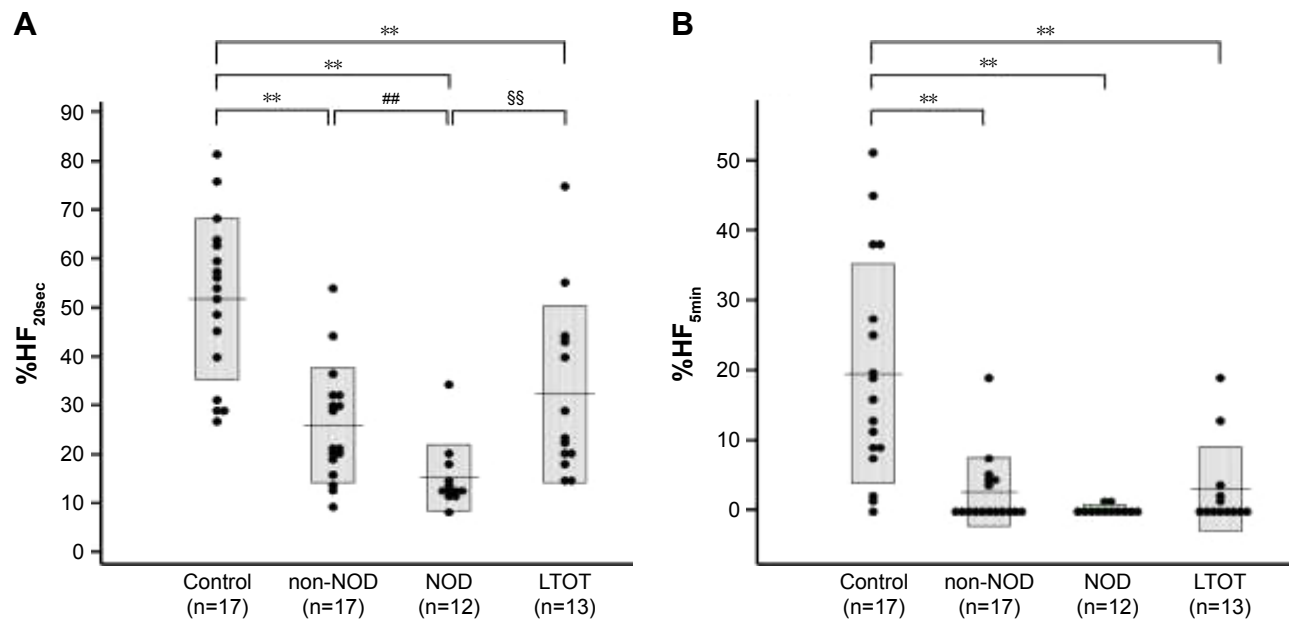 A
**
**
**
##
§§
90
80
70
60
50
40
30
20
10
0
%HF20sec
Control
(n=17)
non-NOD
(n=17)
NOD
(n=12)
LTOT
(n=13)
B
**
**
**
50
40
30
20
10
0
%HF5min
Control
(n=17)
non-NOD
(n=17)
NOD
(n=12)
LTOT
(n=13)